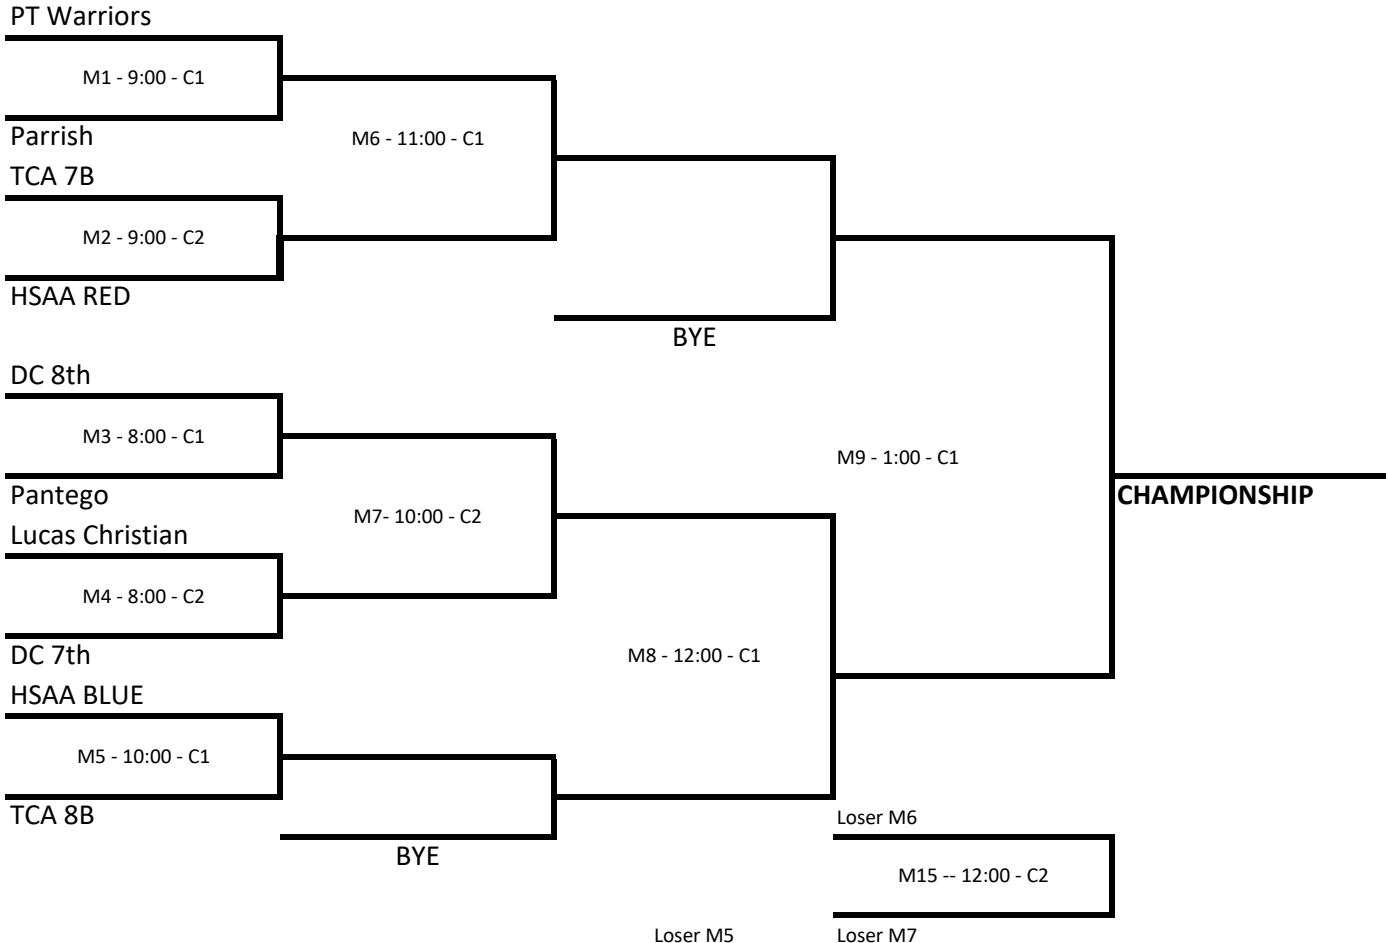 PT Warriors
M1 - 9:00 - C1
Parrish
M6 - 11:00 - C1
TCA 7B
M2 - 9:00 - C2
HSAA RED
BYE
DC 8th
M3 - 8:00 - C1
M9 - 1:00 - C1
Pantego
CHAMPIONSHIP
M7- 10:00 - C2
Lucas Christian
M4 - 8:00 - C2
DC 7th
M8 - 12:00 - C1
HSAA BLUE
M5 - 10:00 - C1
TCA 8B
Loser M6
BYE
M15 -- 12:00 - C2
Loser M5
Loser M7